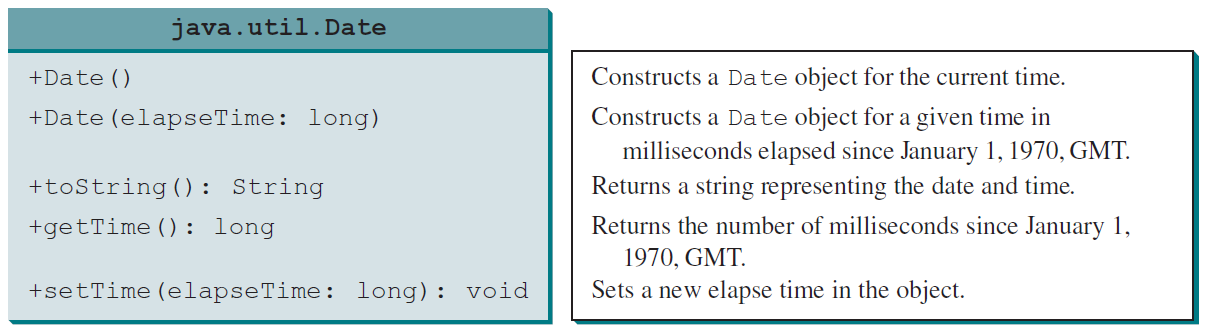 java.util.Date
+Date()
Constructs a Date object for the current time.
+Date(elapseTime: long)
Constructs a Date object for a given time in
milliseconds elapsed since January 1, 1970, GMT.
+toString(): String
Returns a string representing the date and time.
+getTime(): long
Returns the number of milliseconds since January 1,
1970, GMT.
+setTime(elapseTime: long): void
Sets a new elapse time in the object.